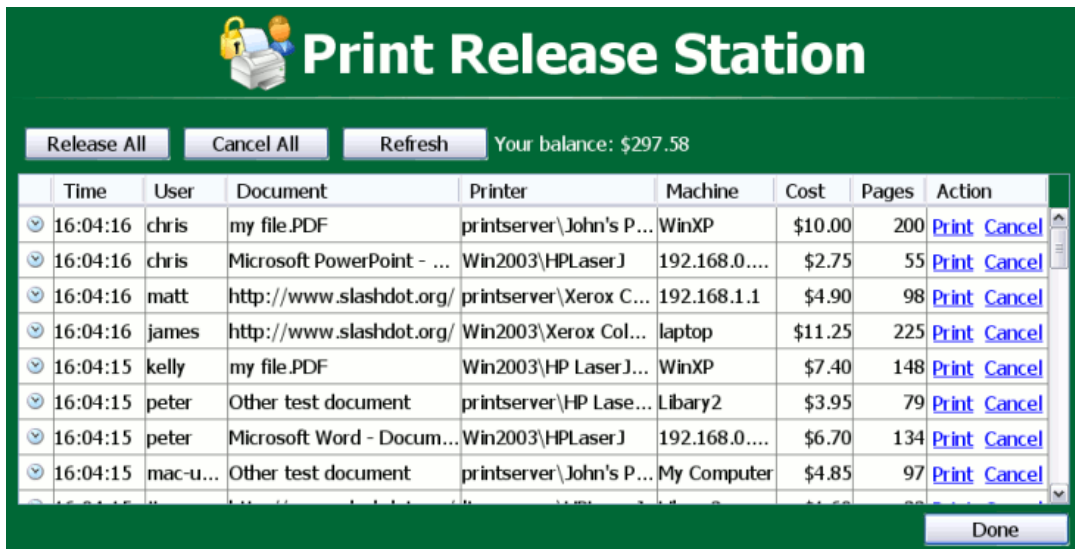 Print Release Station
Release All Cancel All Refresh Your balance: $297.58
Time User Document Printer Machine Cost Pages Action
16:04:16 chris my file.PDF printserver\John's P... WinXP $10.00 200 Print Cancel
16:04:16 chris Microsoft PowerPoint - ... Win2003\HPLaserJ 192.168.0.... $2.75 55 Print Cancel
16:04:16 matt http://www.slashdot.org/ printserver\Xerox C... 192.168.1.1 $4.90 98 Print Cancel
16:04:16 james http://www.slashdot.org/ Win2003\Xerox Col... laptop $11.25 225 Print Cancel
16:04:15 kelly my file.PDF Win2003\HP LaserJ... WinXP $7.40 148 Print Cancel
16:04:15 peter Other test document printserver\HP Lase... Libary2 $3.95 79 Print Cancel
16:04:15 peter Microsoft Word - Docum... Win2003\HPLaserJ 192.168.0.... $6.70 134 Print Cancel
16:04:15 mac-u... Other test document printserver\John's P... My Computer $4.85 97 Print Cancel
Done